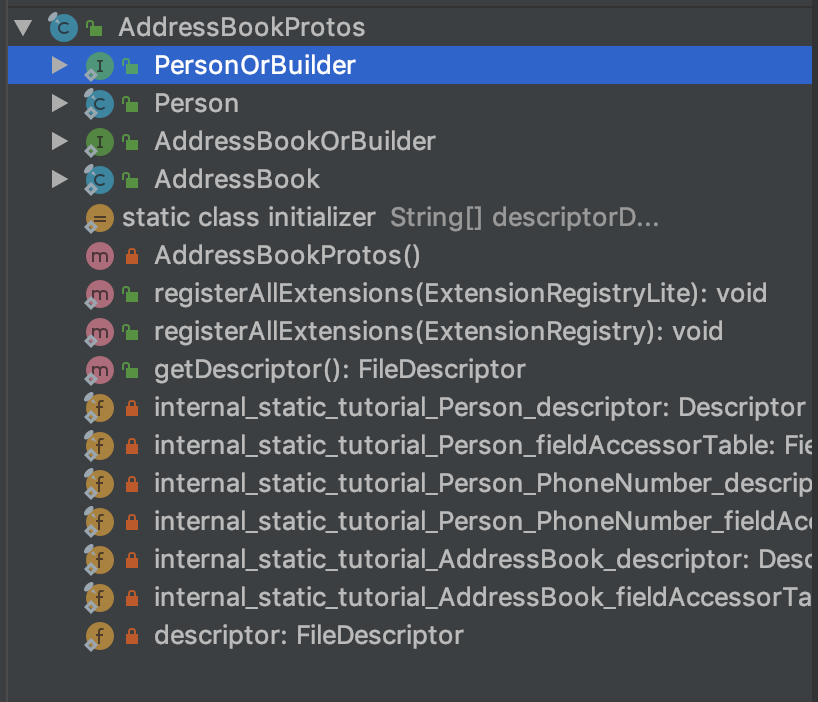 AddressBookProtos
PersonOrBuilder
Person
AddressBookOrBuilder
AddressBook
static class initializer String[] descriptorD...
AddressBookProtos()
registerAllExtensions(ExtensionRegistryLite): void
registerAllExtensions(ExtensionRegistry): void
getDescriptor(): FileDescriptor
internal_static_tutorial_Person_descriptor: Descriptor
internal_static_tutorial_Person_fieldAccessorTable: Fie
internal_static_tutorial_Person_PhoneNumber_descrip
internal_static_tutorial_Person_PhoneNumber_fieldAcc
internal_static_tutorial_AddressBook_descriptor: Desc
internal_static_tutorial_AddressBook_fieldAccessorTa
descriptor: FileDescriptor